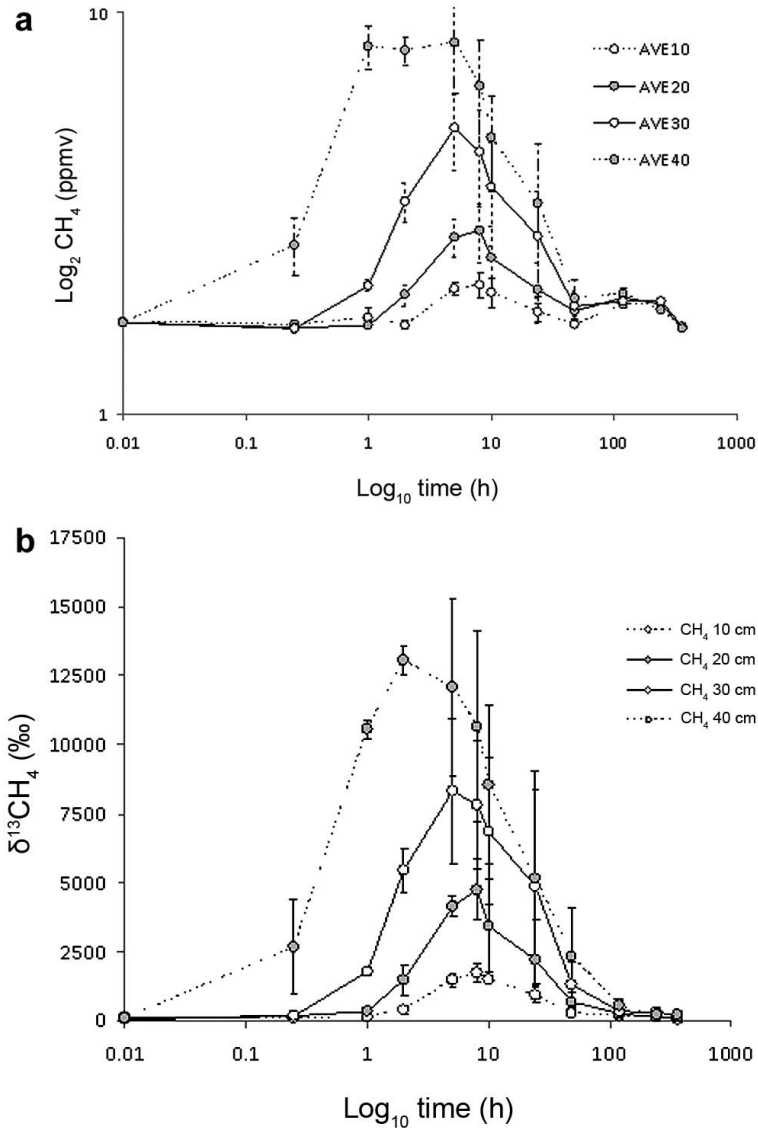 a
10
AVE10
AVE20
AVE30
AVE40
Log₂ CH₄ (ppmv)
1
0.01 0.1 1 10 100 1000
Log₁₀ time (h)
b
17500
15000
12500
10000
7500
5000
2500
0
CH₄ 10 cm
CH₄ 20 cm
CH₄ 30 cm
CH₄ 40 cm
δ¹³CH₄ (‰)
0.01 0.1 1 10 100 1000
Log₁₀ time (h)